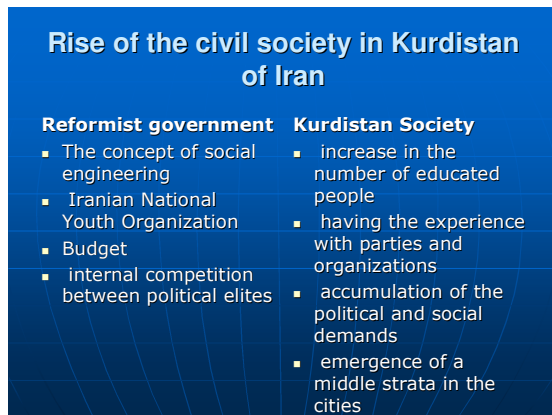 Rise of the civil society in Kurdistan
of Iran
Reformist government
The concept of social
engineering
Iranian National
Youth Organization
Budget
internal competition
between political elites
Kurdistan Society
increase in the
number of educated
people
having the experience
with parties and
organizations
accumulation of the
political and social
demands
emergence of a
middle strata in the
cities